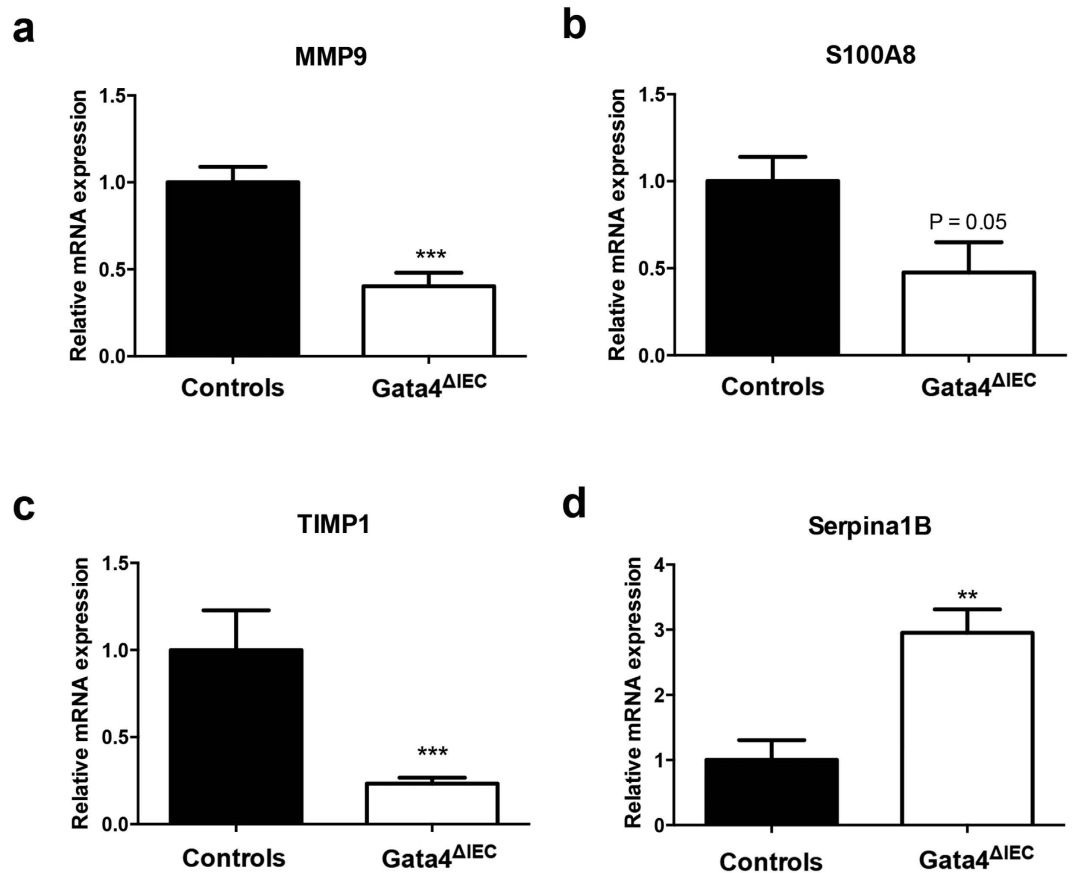 a
MMP9
Relative mRNA expression
1.5
1.0
0.5
0.0
***
Controls
Gata4ΔIEC
b
S100A8
Relative mRNA expression
1.5
1.0
0.5
0.0
P = 0.05
Controls
Gata4ΔIEC
c
TIMP1
Relative mRNA expression
1.5
1.0
0.5
0.0
***
Controls
Gata4ΔIEC
d
Serpina1B
Relative mRNA expression
4
3
2
1
0
**
Controls
Gata4ΔIEC